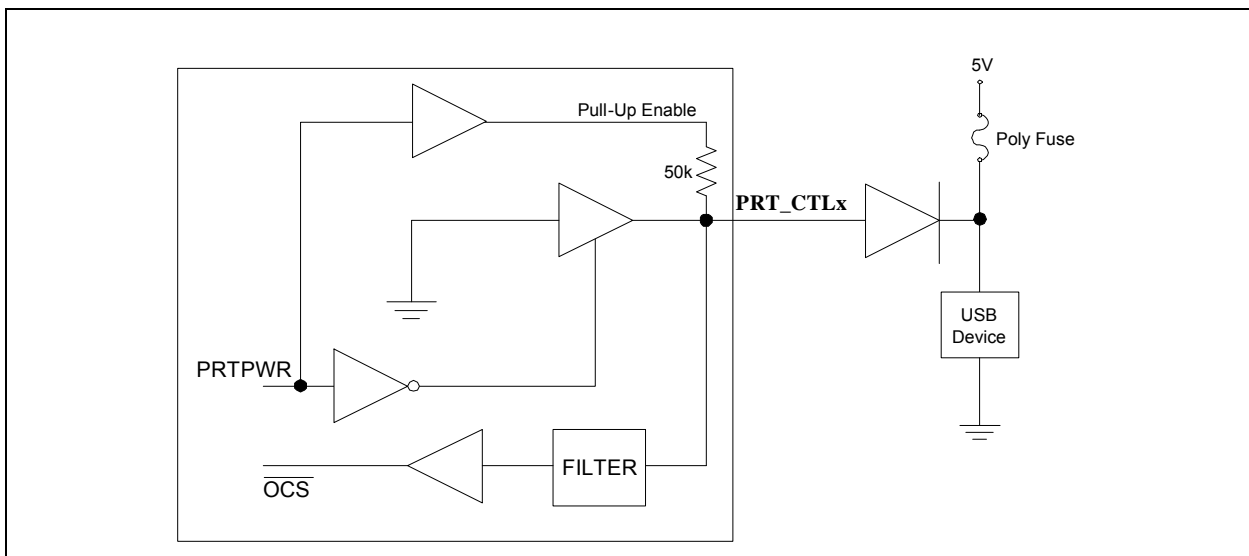 5V
Pull-Up Enable
Poly Fuse
50k
PRT_CTLx
USB
Device
PRTPWR
FILTER
OCS